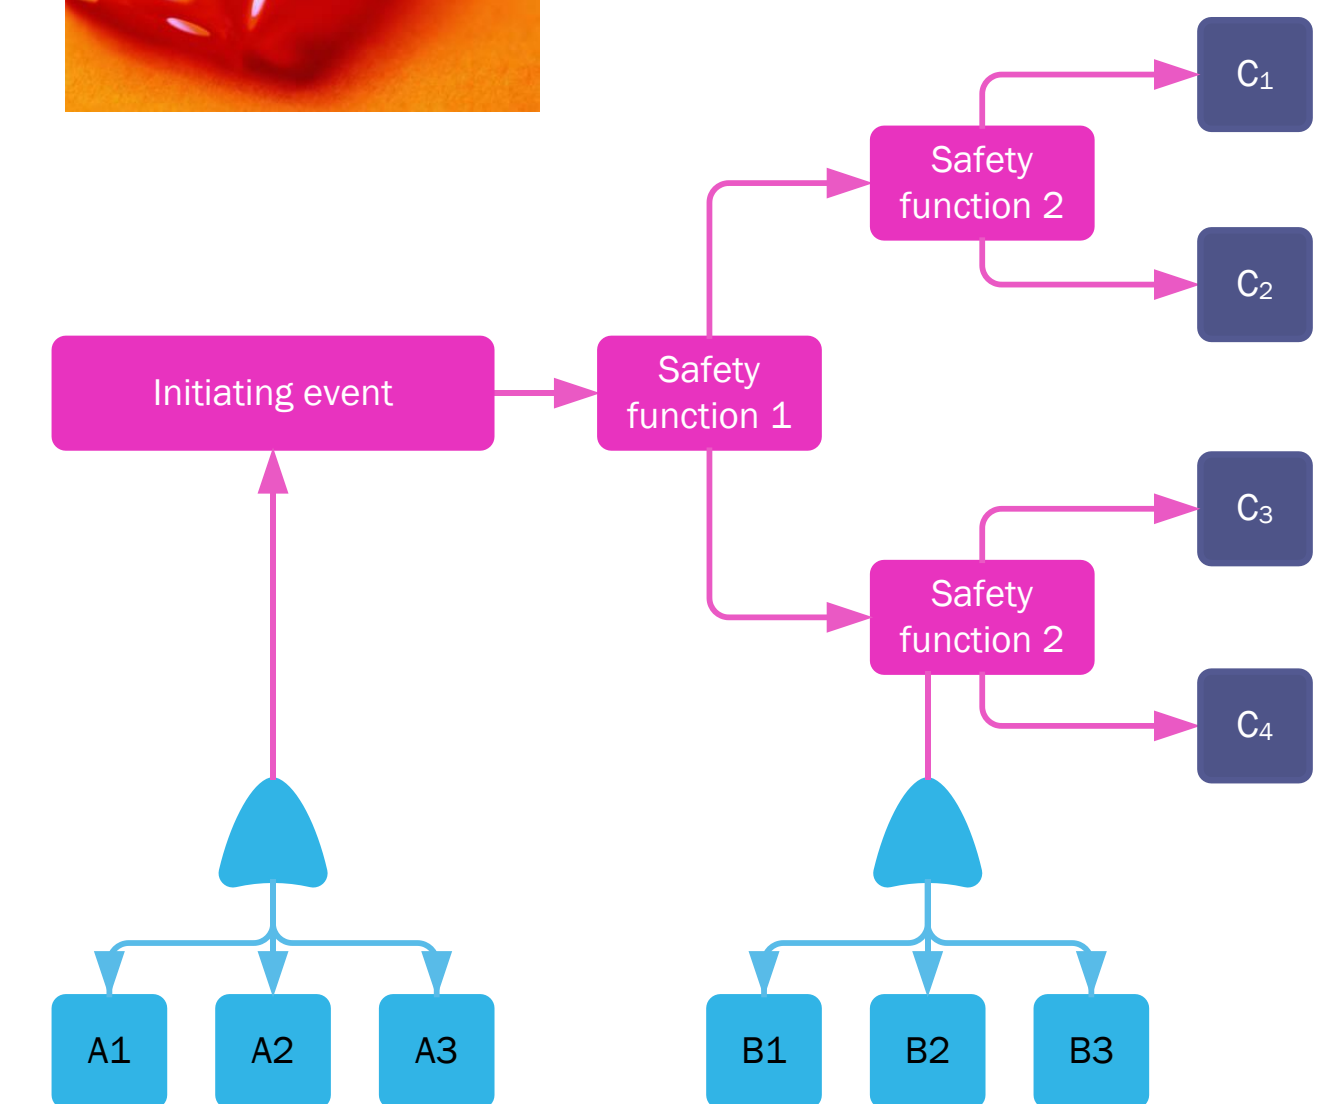 C₁
Safety
function 2
C₂
Initiating event
Safety
function 1
C₃
Safety
function 2
C₄
A1
A2
A3
B1
B2
B3